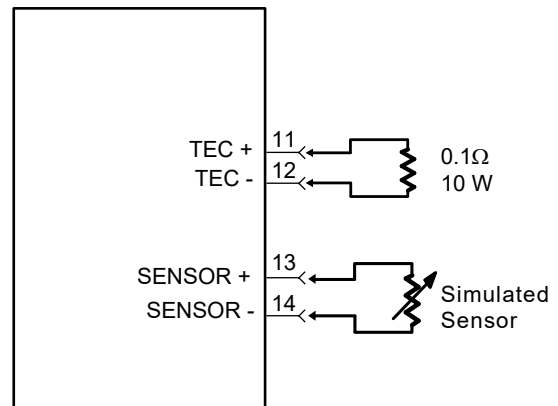 TEC + 11
TEC - 12
0.1Ω
10 W
SENSOR + 13
SENSOR - 14
Simulated
Sensor